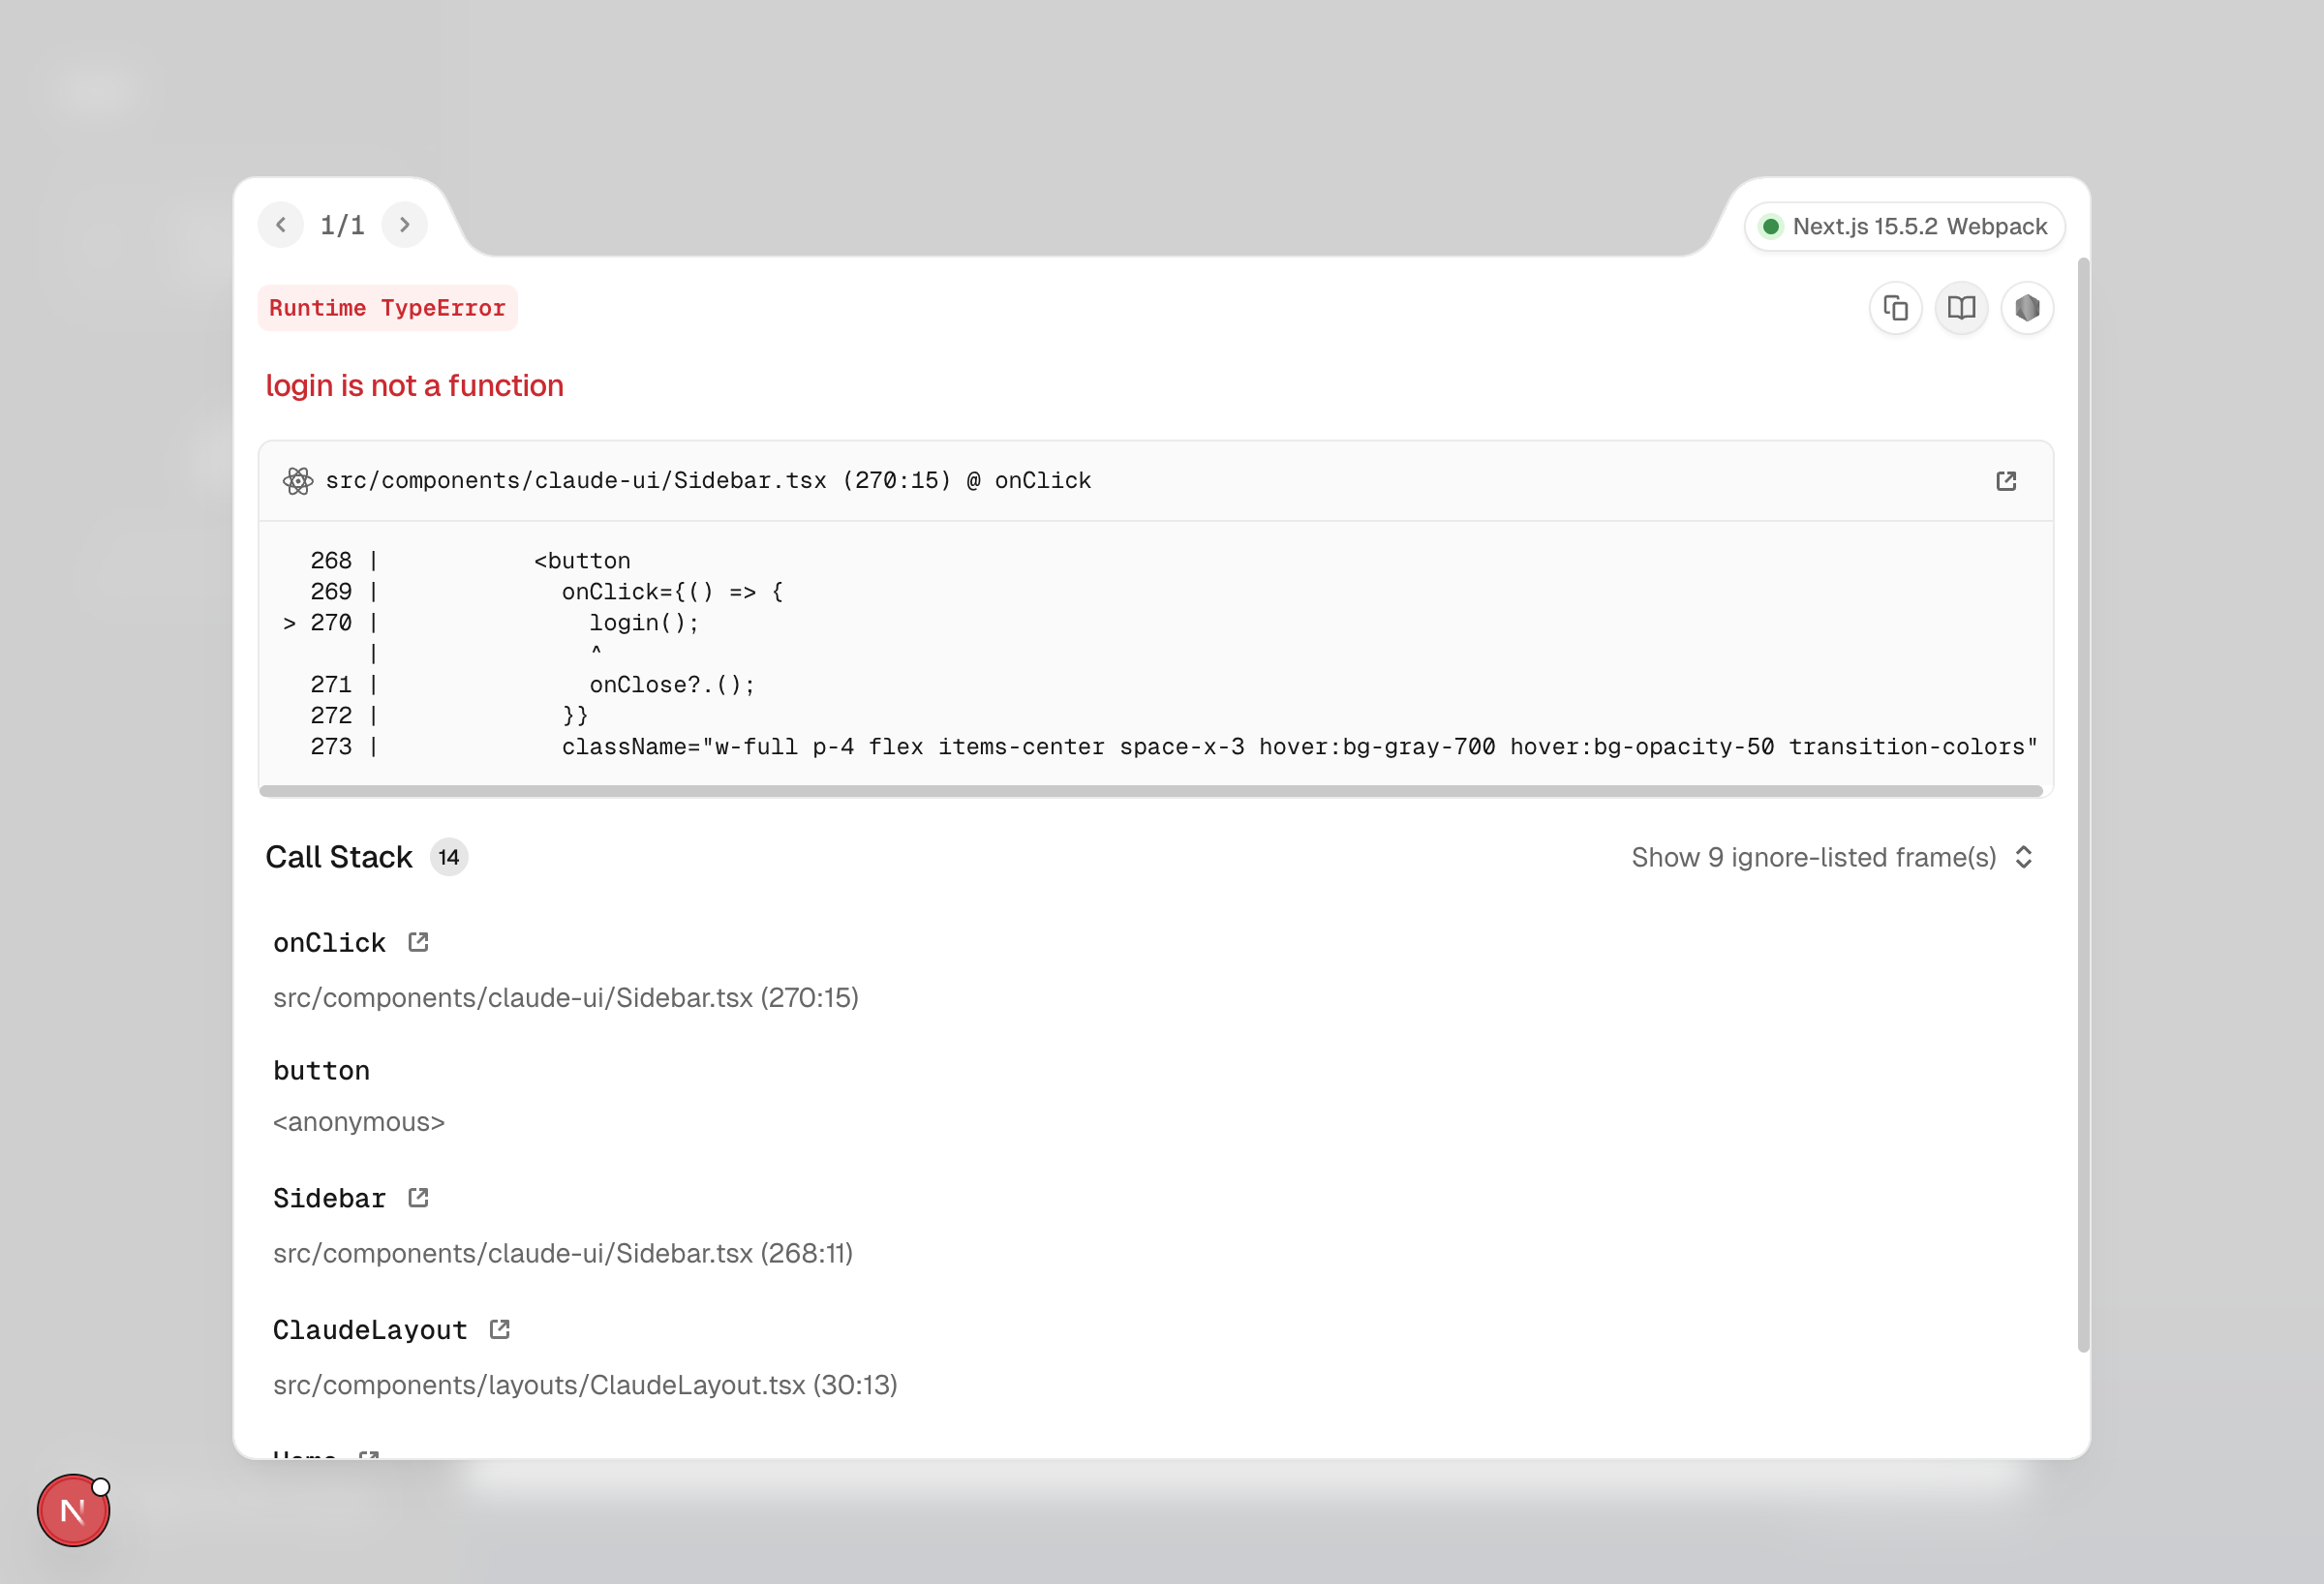 1/1
Next.js 15.5.2 Webpack
Runtime TypeError
login is not a function
src/components/claude-ui/Sidebar.tsx (270:15) @ onClick
268 |           <button
269 |             onClick={() => {
> 270 |               login();
|               ^
271 |               onClose?.();
272 |             }}
273 |             className="w-full p-4 flex items-center space-x-3 hover:bg-gray-700 hover:bg-opacity-50 transition-colors"
Call Stack 14
Show 9 ignore-listed frame(s)
onClick
src/components/claude-ui/Sidebar.tsx (270:15)
button
<anonymous>
Sidebar
src/components/claude-ui/Sidebar.tsx (268:11)
ClaudeLayout
src/components/layouts/ClaudeLayout.tsx (30:13)
N